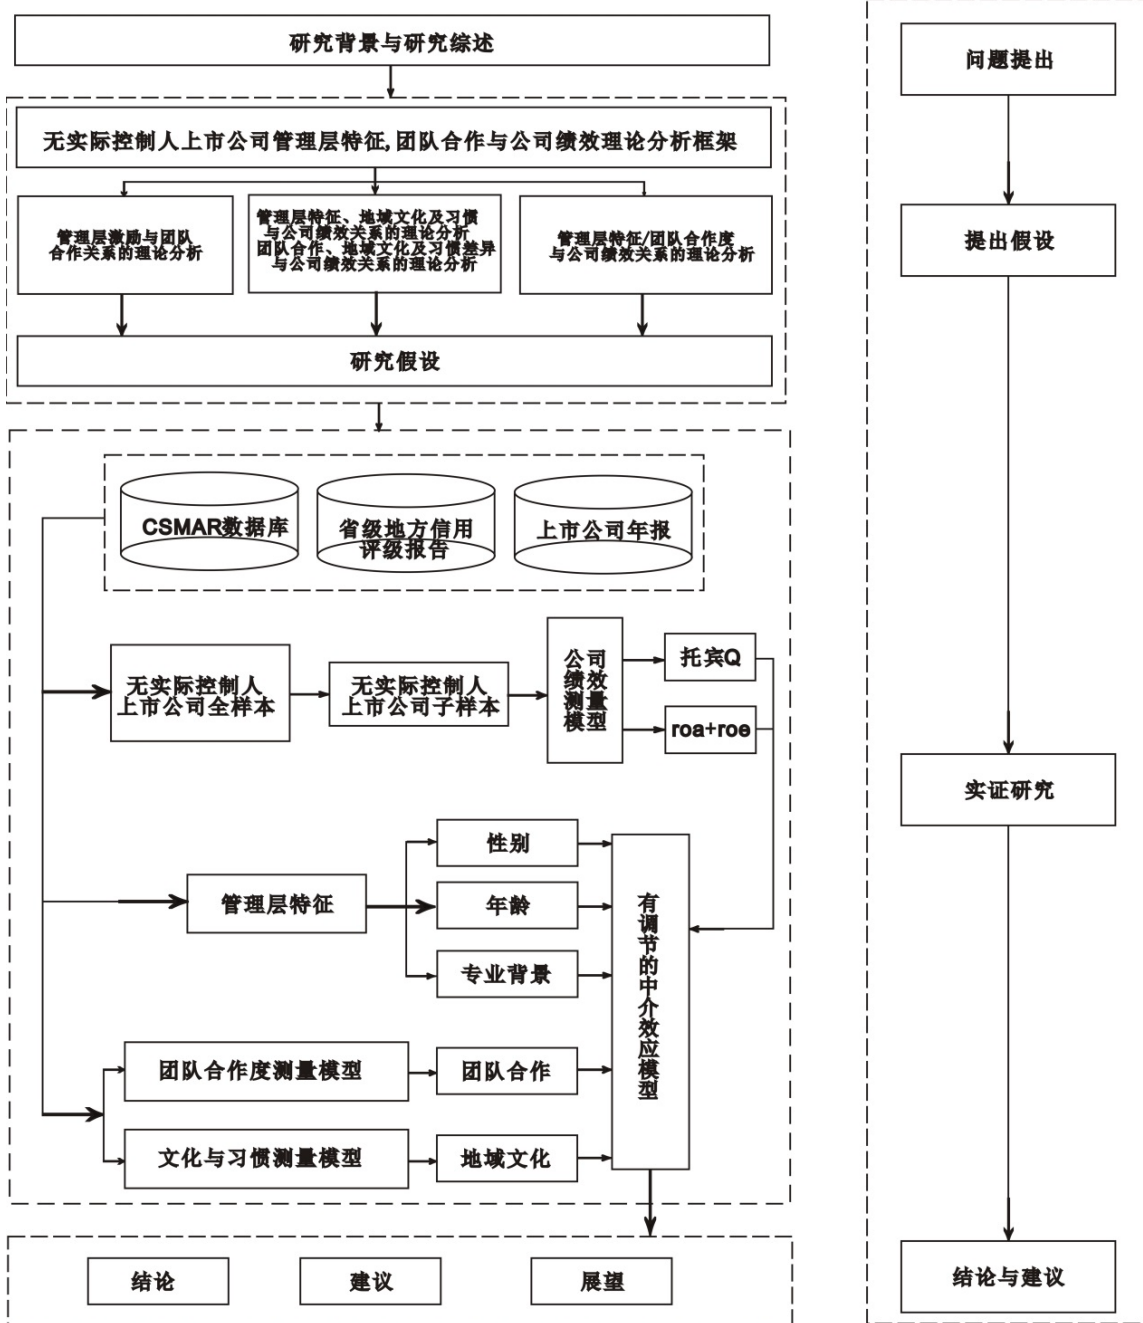 研究背景与研究综述
无实际控制人上市公司管理层特征,团队合作与公司绩效理论分析框架
管理层激励与团队
合作关系的理论分析
管理层特征、地域文化及习惯
与公司绩效关系的理论分析
团队合作、地域文化及习惯差异
与公司绩效关系的理论分析
管理层特征/团队合作度
与公司绩效关系的理论分析
研究假设
CSMAR数据库
省级地方信用
评级报告
上市公司年报
无实际控制人
上市公司全样本
无实际控制人
上市公司子样本
公司
绩效
测量
模型
托宾Q
roa+roe
管理层特征
性别
年龄
专业背景
团队合作度测量模型
团队合作
文化与习惯测量模型
地域文化
有调节的中介效应模型
结论
建议
展望
问题提出
提出假设
实证研究
结论与建议